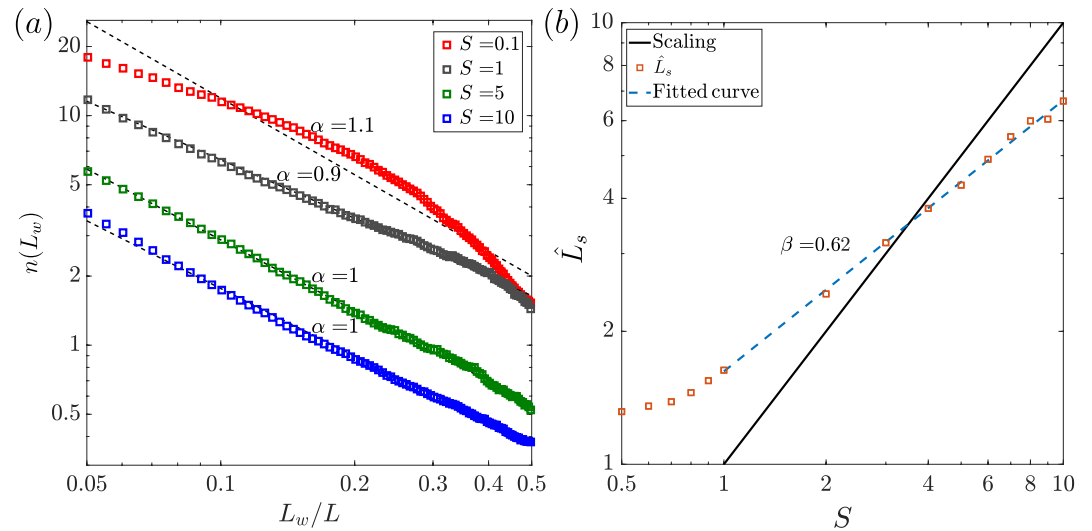 (a)
20
10
5
2
1
0.5
n(L_w)
S =0.1
S =1
S =5
S =10
α =1.1
α =0.9
α =1
α =1
0.05
0.1
0.2
0.3
0.4
0.5
L_w/L
(b)
10
8
6
4
2
1
L̂_s
Scaling
L̂_s
Fitted curve
β =0.62
0.5
1
2
4
6
8
10
S